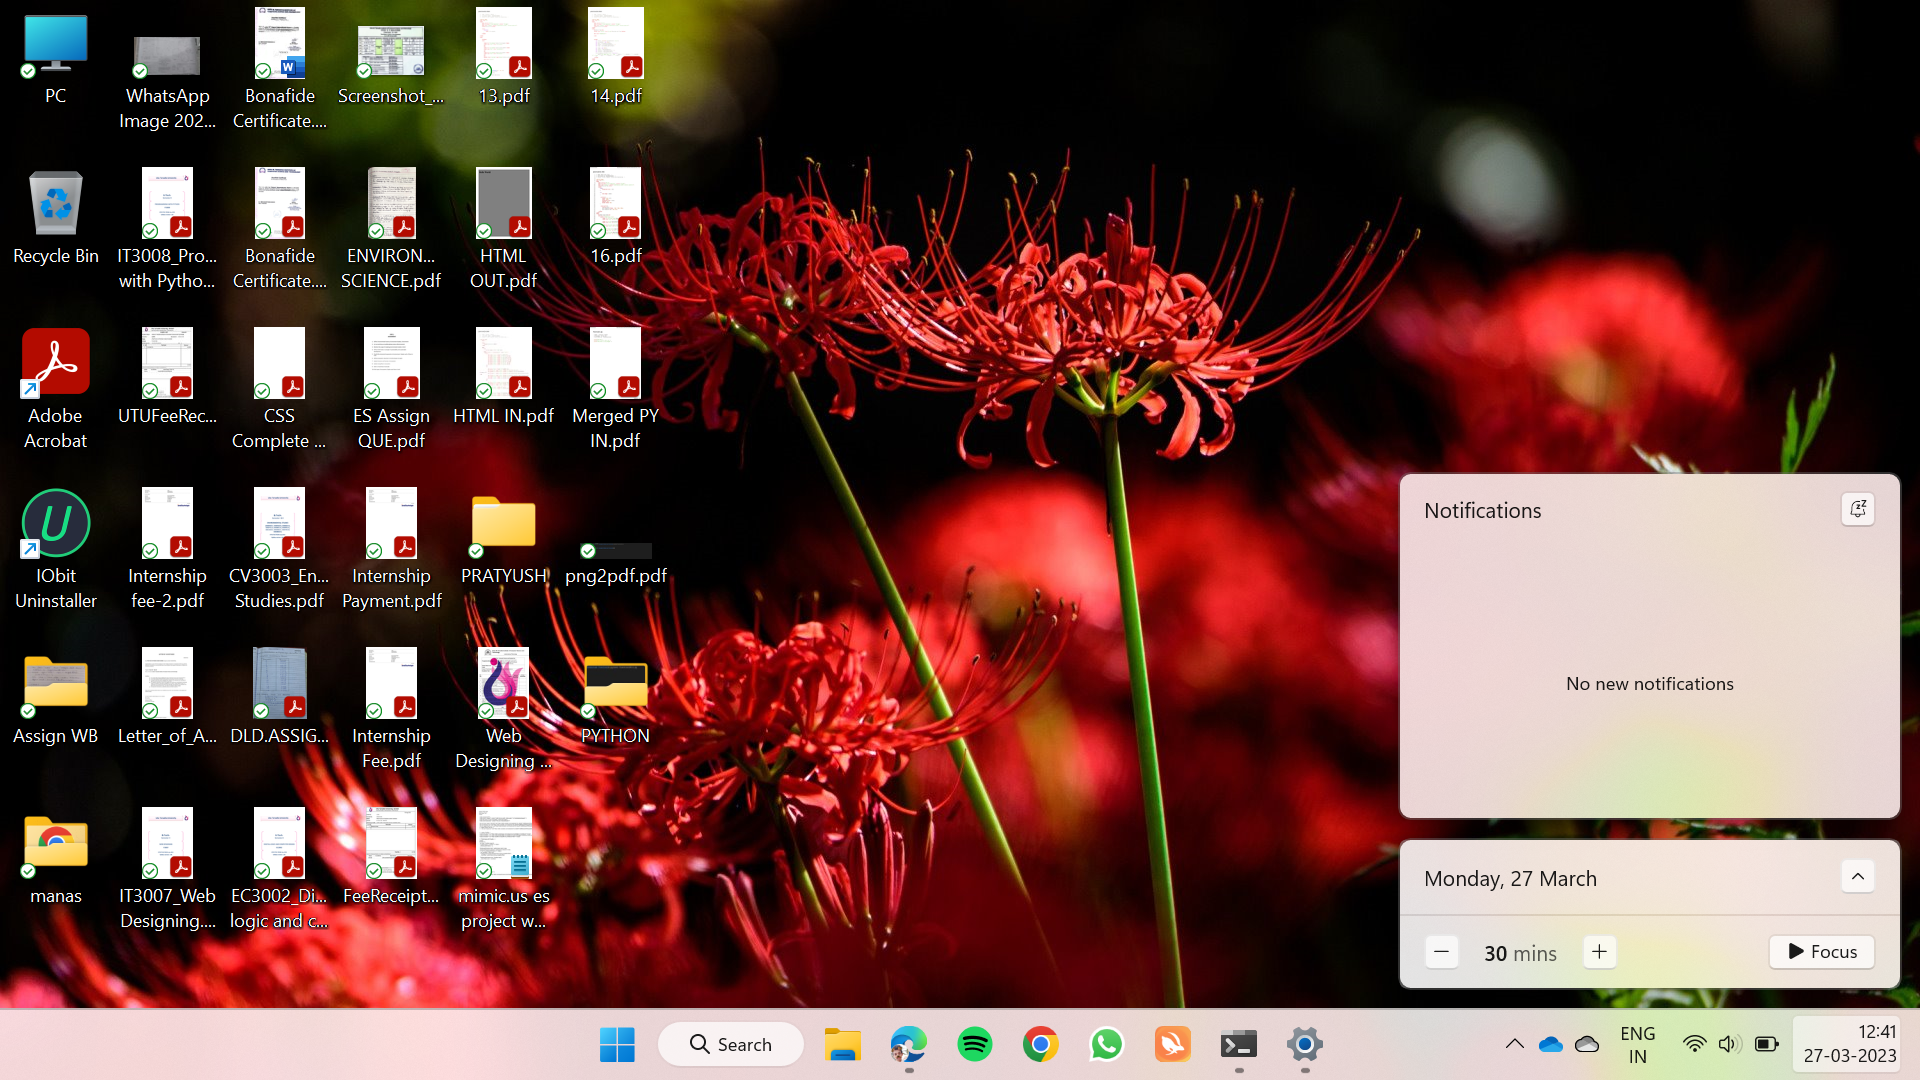 PC
WhatsApp
Image 202...
Bonafide
Certificate....
Screenshot_...
13.pdf
14.pdf
Recycle Bin
IT3008_Pro...
with Pytho...
Bonafide
Certificate....
ENVIRON...
SCIENCE.pdf
HTML
OUT.pdf
16.pdf
Adobe
Acrobat
UTUFeeRec...
CSS
Complete ...
ES Assign
QUE.pdf
HTML IN.pdf
Merged PY
IN.pdf
IObit
Uninstaller
Internship
fee-2.pdf
CV3003_En...
Studies.pdf
Internship
Payment.pdf
PRATYUSH
png2pdf.pdf
Assign WB
Letter_of_A...
DLD.ASSIG...
Internship
Fee.pdf
Web
Designing ...
PYTHON
manas
IT3007_Web
Designing....
EC3002_Di...
logic and c...
FeeReceipt...
mimic.us es
project w...
Notifications
No new notifications
Monday, 27 March
30 mins
Focus
Search
ENG
IN
12:41
27-03-2023